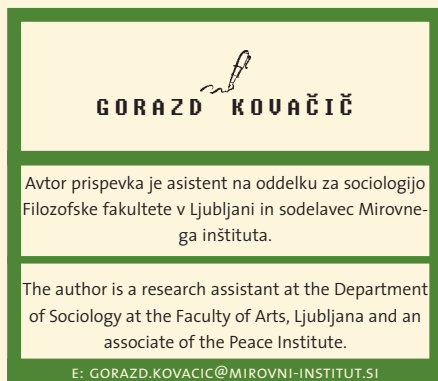 GORAZD KOVAČIČ
Avtor prispevka je asistent na oddelku za sociologijo
Filozofske fakultete v Ljubljani in sodelavec Mirovne-
ga inštituta.
The author is a research assistant at the Department
of Sociology at the Faculty of Arts, Ljubljana and an
associate of the Peace Institute.
E: GORAZD.KOVACIC@MIROVNI-INSTITUT.SI